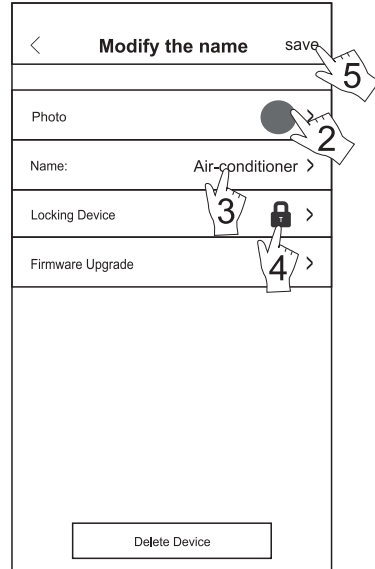 Modify the name save
5
Photo
2
Name: Air-conditioner
3
Locking Device
4
Firmware Upgrade
Delete Device